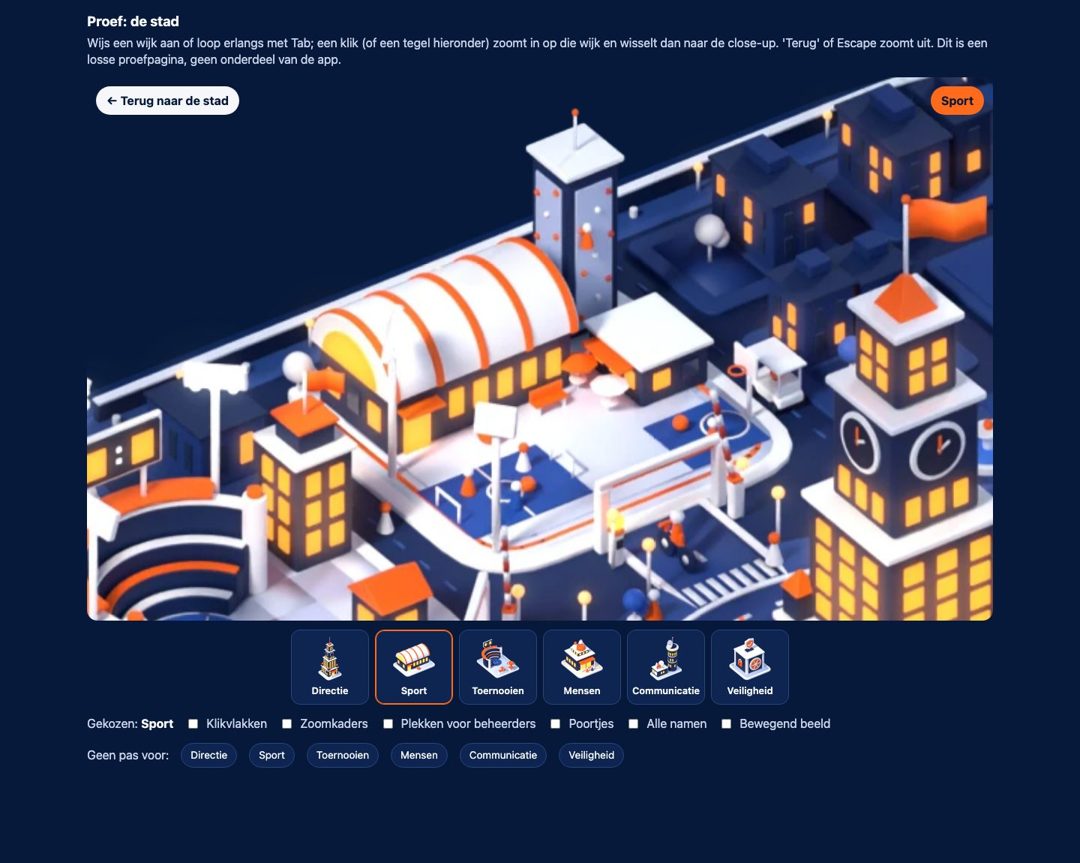 Proef: de stad
Wijs een wijk aan of loop erlangs met Tab; een klik (of een tegel hieronder) zoomt in op die wijk en wisselt dan naar de close-up. 'Terug' of Escape zoomt uit. Dit is een
losse proefpagina, geen onderdeel van de app.
← Terug naar de stad
Sport
Directie
Sport
Toernooien
Mensen
Communicatie
Veiligheid
Gekozen: Sport
Klikvlakken
Zoomkaders
Plekken voor beheerders
Poortjes
Alle namen
Bewegend beeld
Geen pas voor:
Directie
Sport
Toernooien
Mensen
Communicatie
Veiligheid